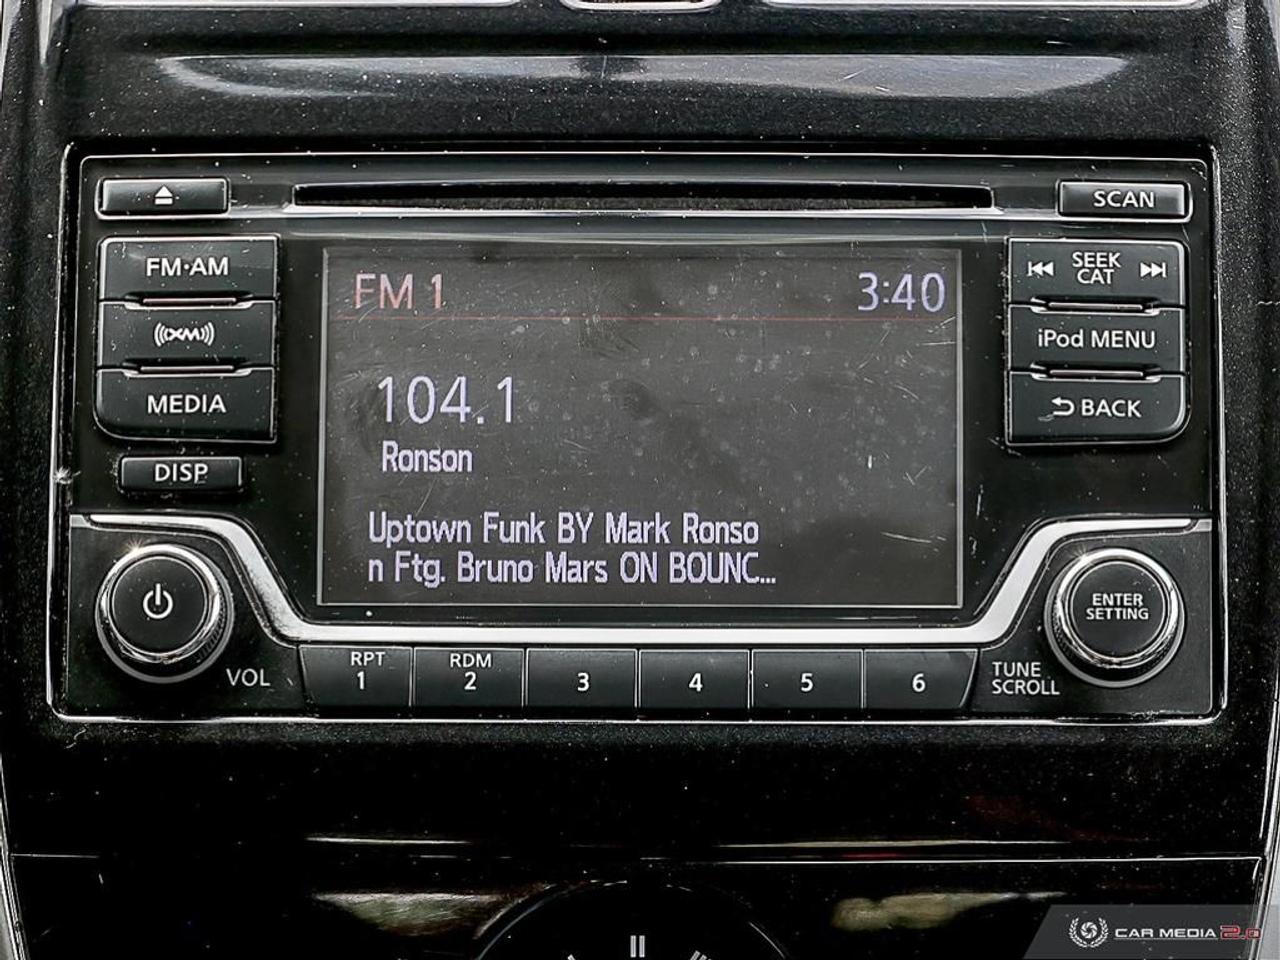 SCAN
FM·AM
FM 1
3:40
SEEK
CAT
XM
104.1
iPod MENU
MEDIA
BACK
Ronson
DISP
Uptown Funk BY Mark Ronso
n Ftg. Bruno Mars ON BOUNC...
ENTER
SETTING
VOL
RPT
1
RDM
2
3
4
5
6
TUNE
SCROLL
CAR MEDIA 2.0